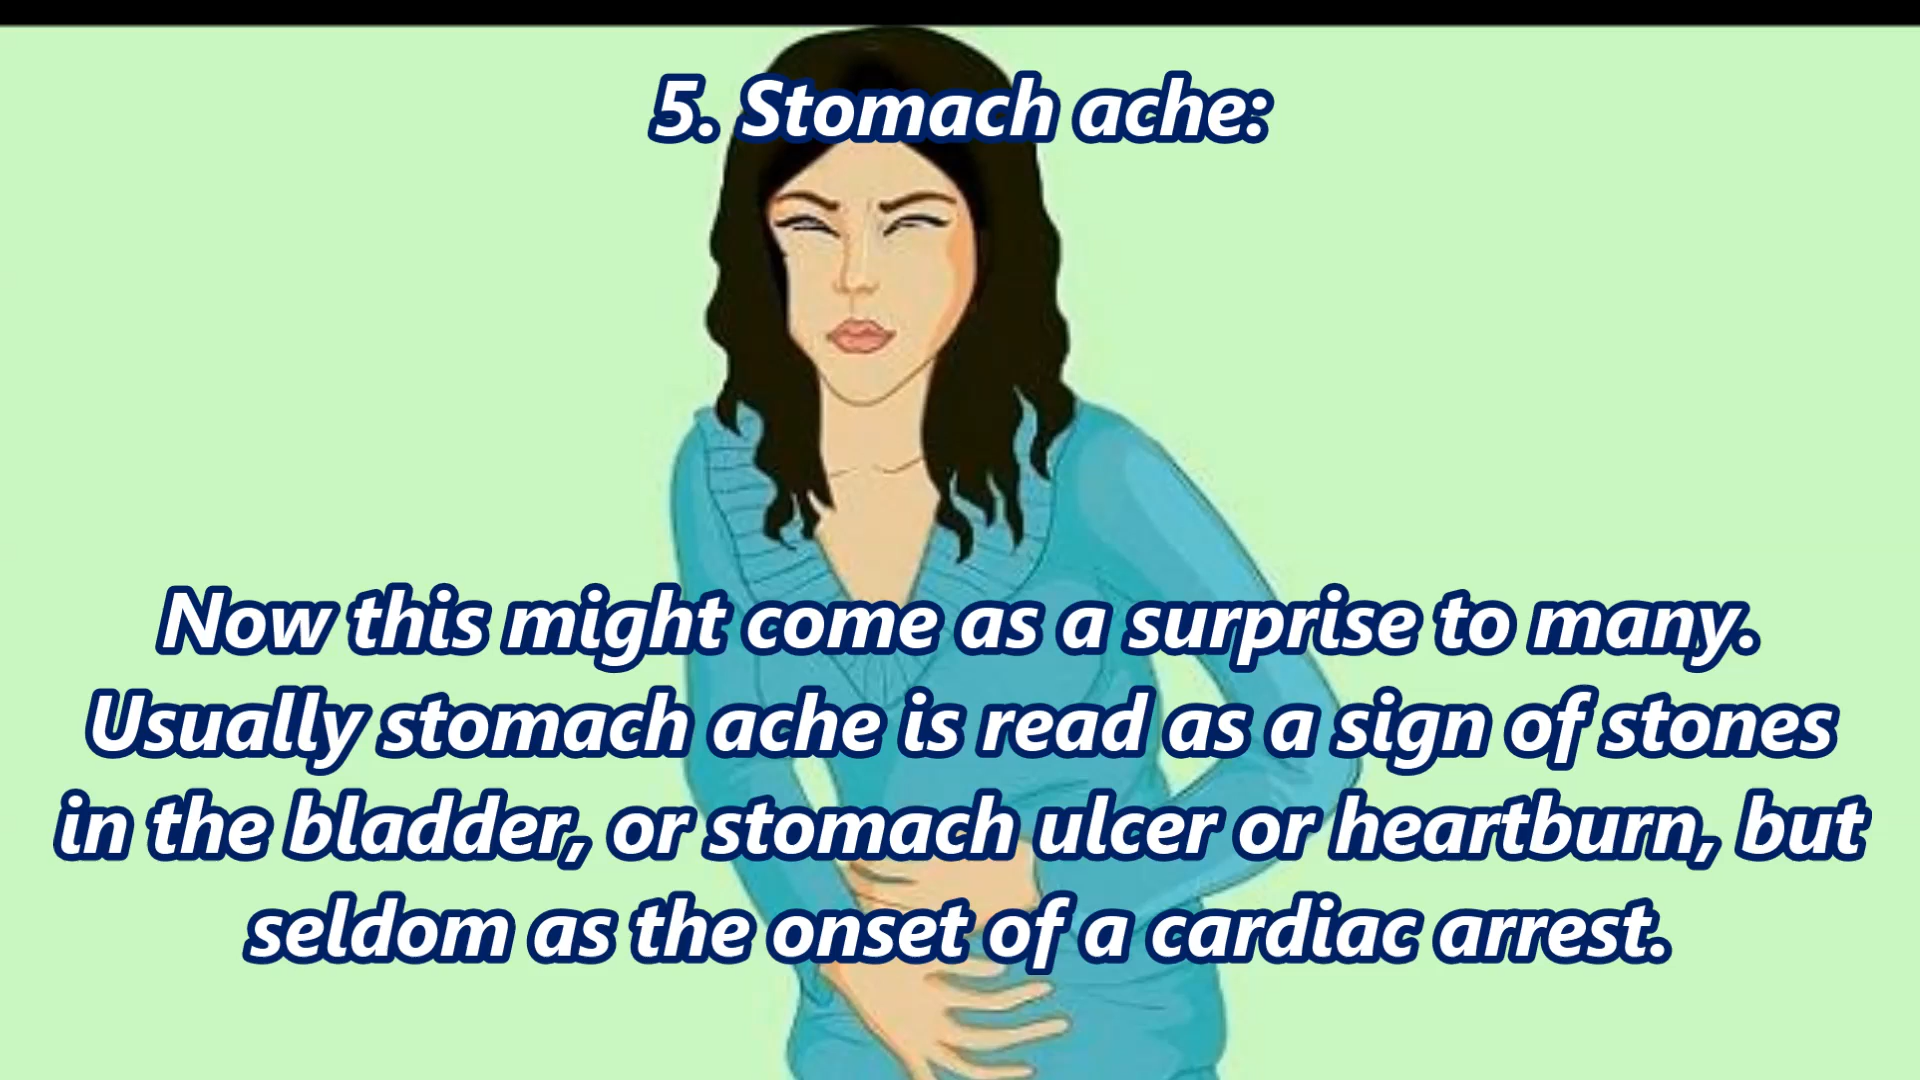 5. Stomach ache:
Now this might come as a surprise to many.
Usually stomach ache is read as a sign of stones
in the bladder, or stomach ulcer or heartburn, but
seldom as the onset of a cardiac arrest.